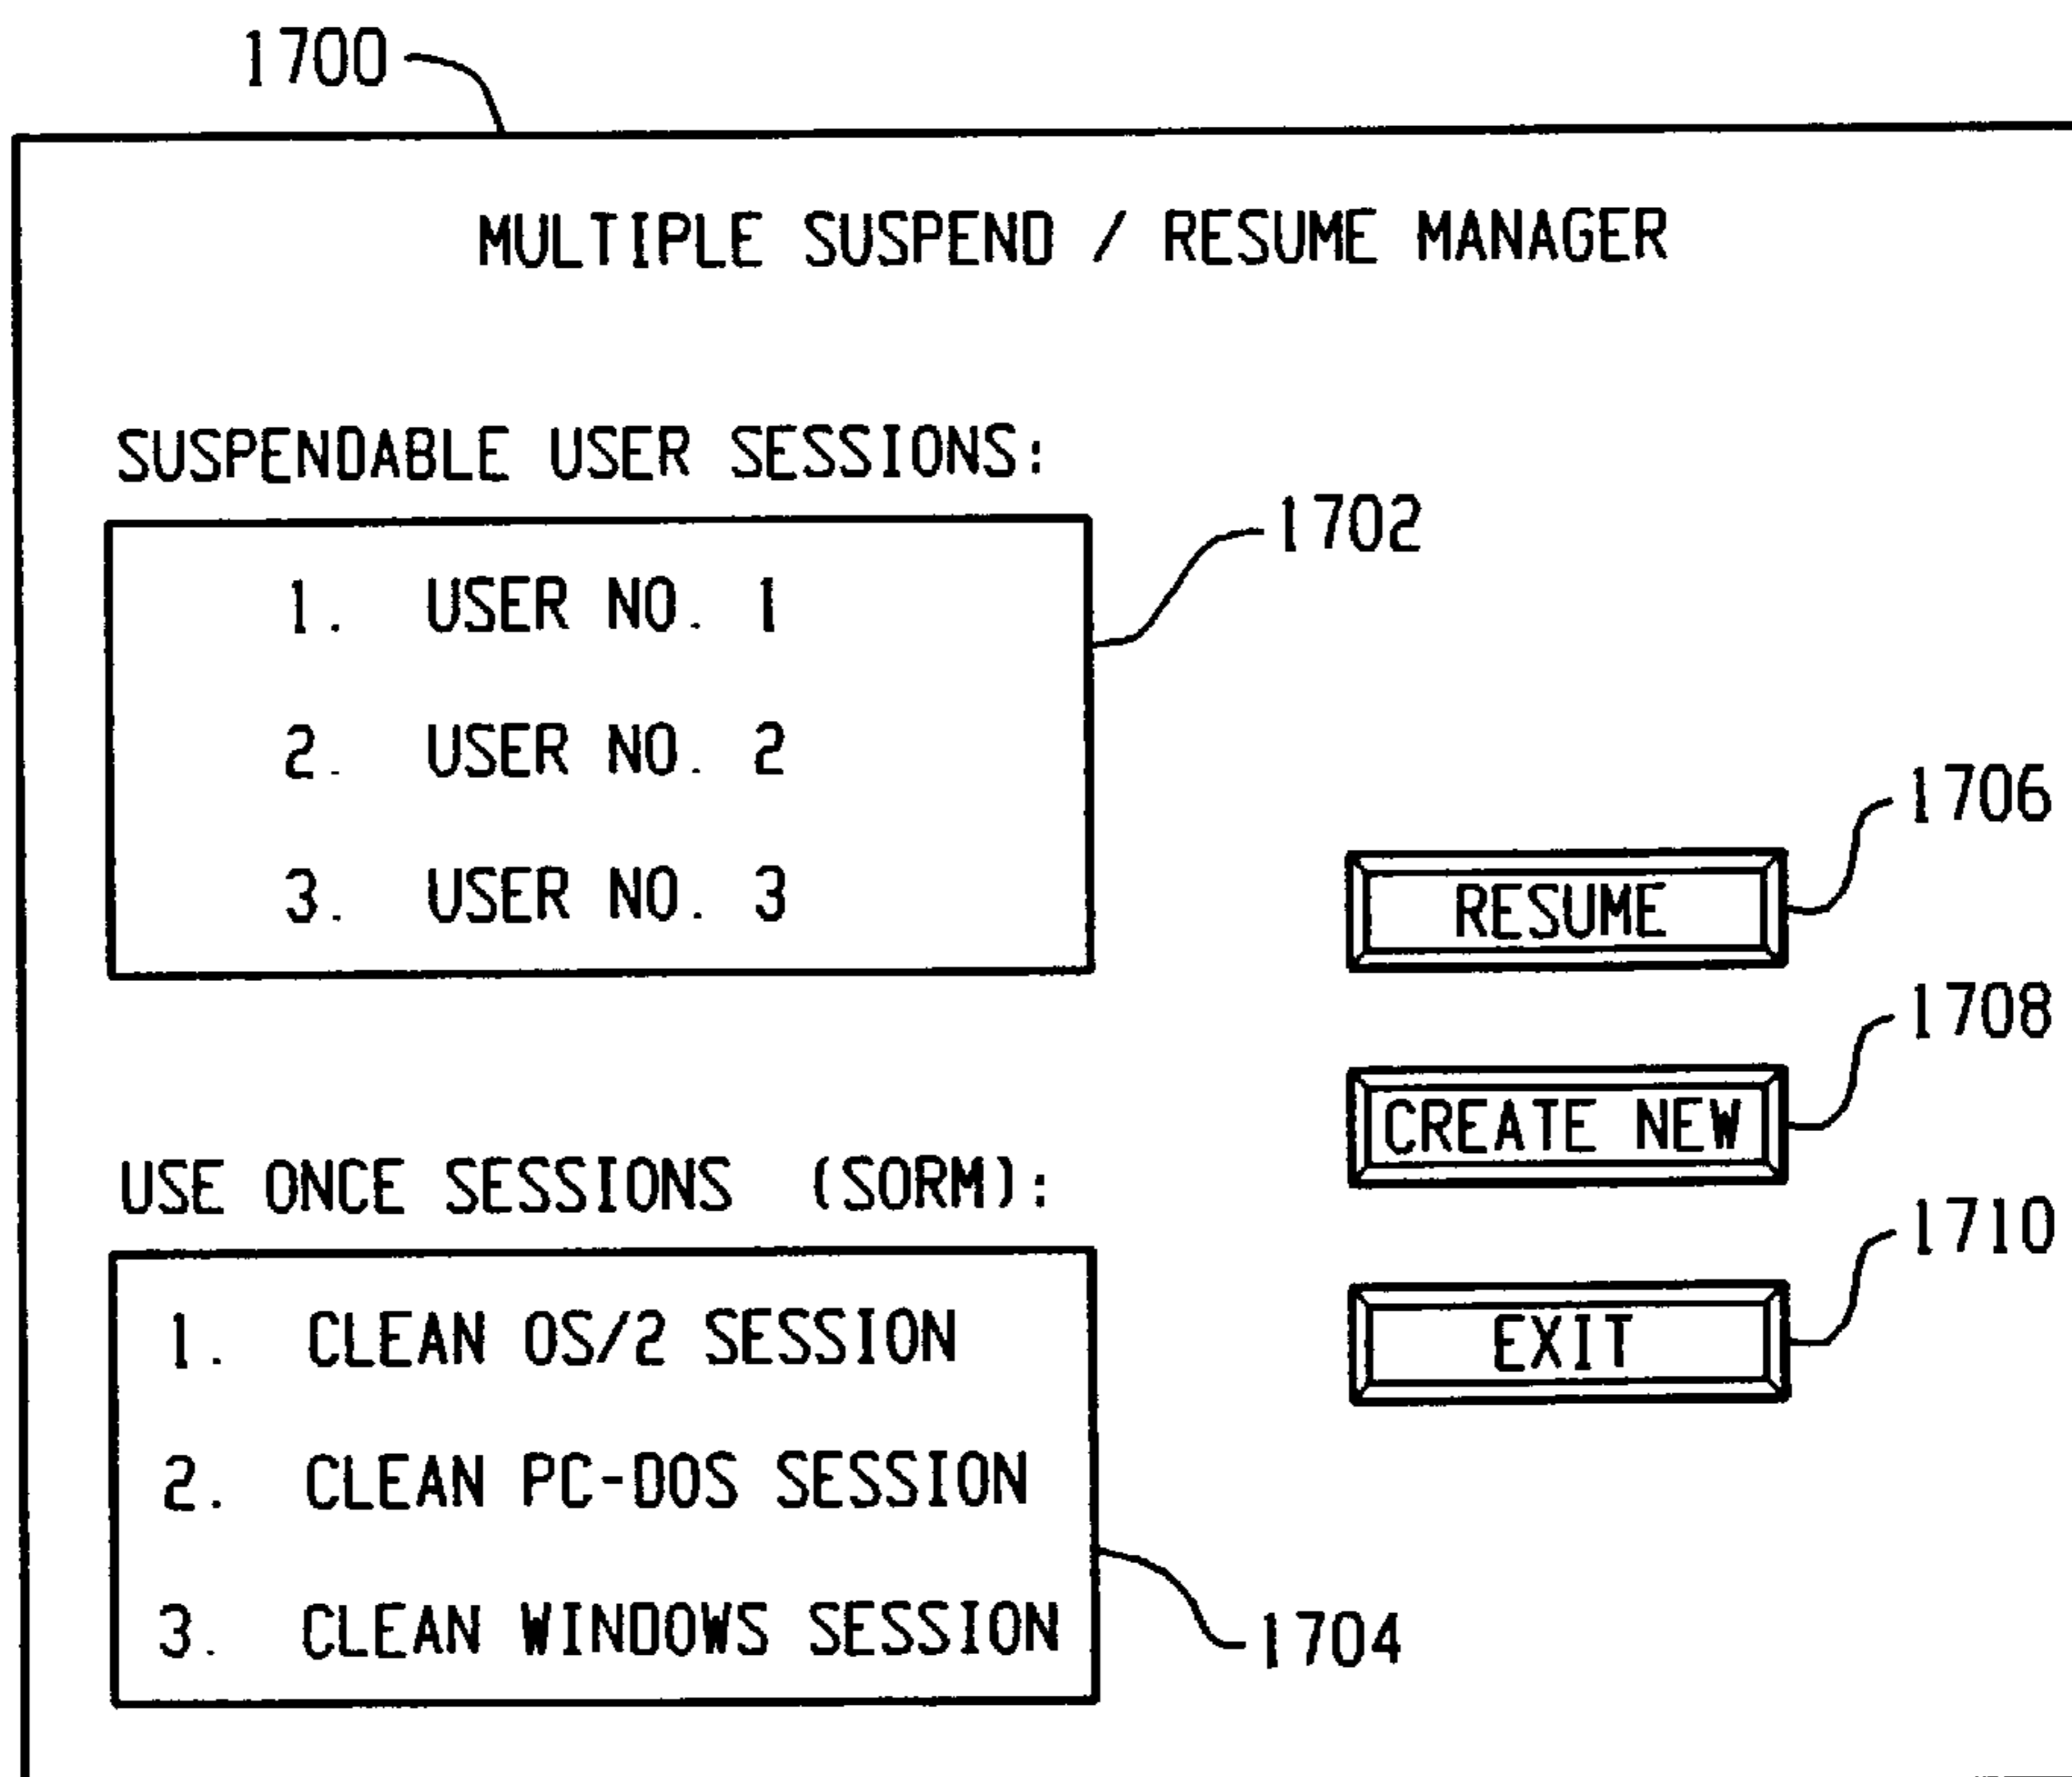 1700
MULTIPLE SUSPEND / RESUME MANAGER
SUSPENDABLE USER SESSIONS:
1702
1. USER NO. 1
2. USER NO. 2
3. USER NO. 3
1706
RESUME
1708
CREATE NEW
USE ONCE SESSIONS (SORM):
1710
1. CLEAN OS/2 SESSION
EXIT
2. CLEAN PC-DOS SESSION
3. CLEAN WINDOWS SESSION
1704